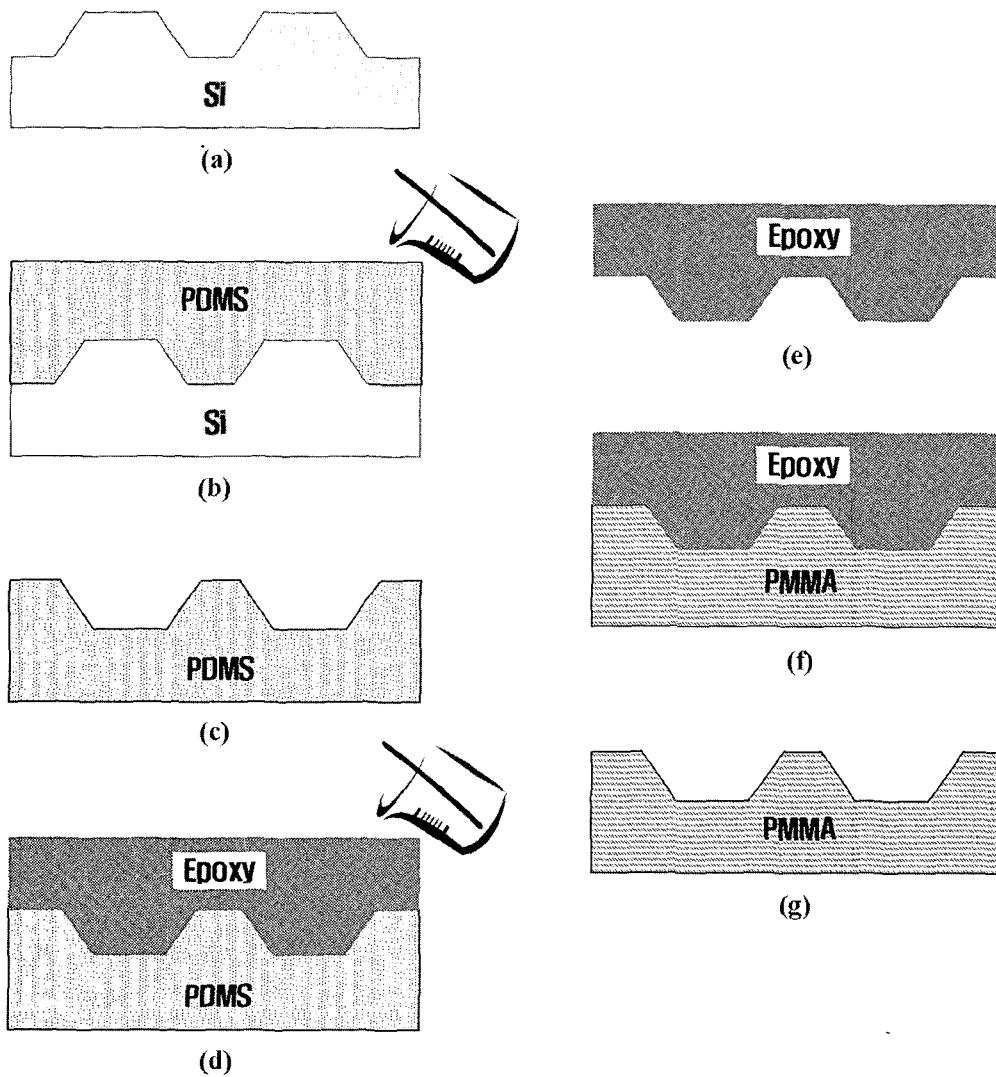 Si
(a)
PDMS
Si
(b)
PDMS
(c)
Epoxy
PDMS
(d)
Epoxy
(e)
Epoxy
PMMA
(f)
PMMA
(g)